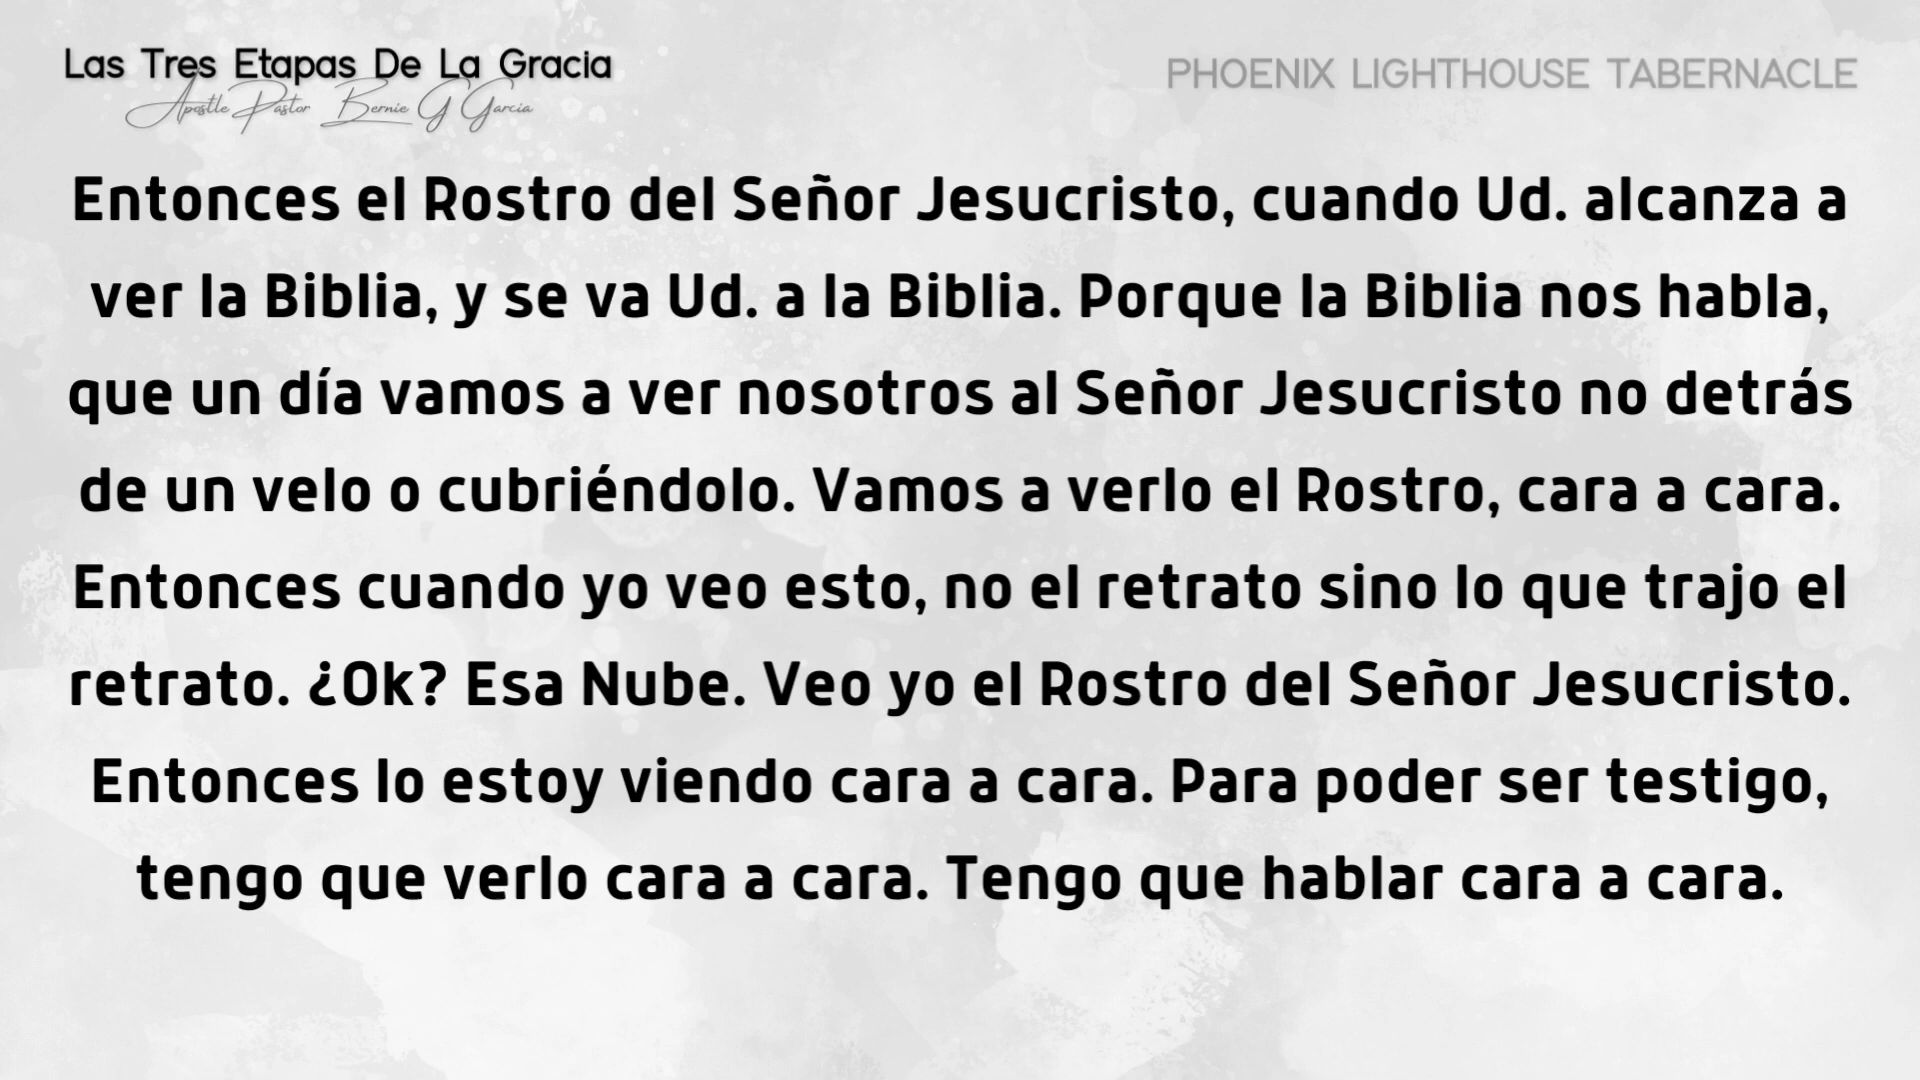 Las Tres Etapas De La Gracia
Apostle Pastor Bernie G Garcia
PHOENIX LIGHTHOUSE TABERNACLE
Entonces el Rostro del Señor Jesucristo, cuando Ud. alcanza a
ver la Biblia, y se va Ud. a la Biblia. Porque la Biblia nos habla,
que un día vamos a ver nosotros al Señor Jesucristo no detrás
de un velo o cubriéndolo. Vamos a verlo el Rostro, cara a cara.
Entonces cuando yo veo esto, no el retrato sino lo que trajo el
retrato. ¿Ok? Esa Nube. Veo yo el Rostro del Señor Jesucristo.
Entonces lo estoy viendo cara a cara. Para poder ser testigo,
tengo que verlo cara a cara. Tengo que hablar cara a cara.